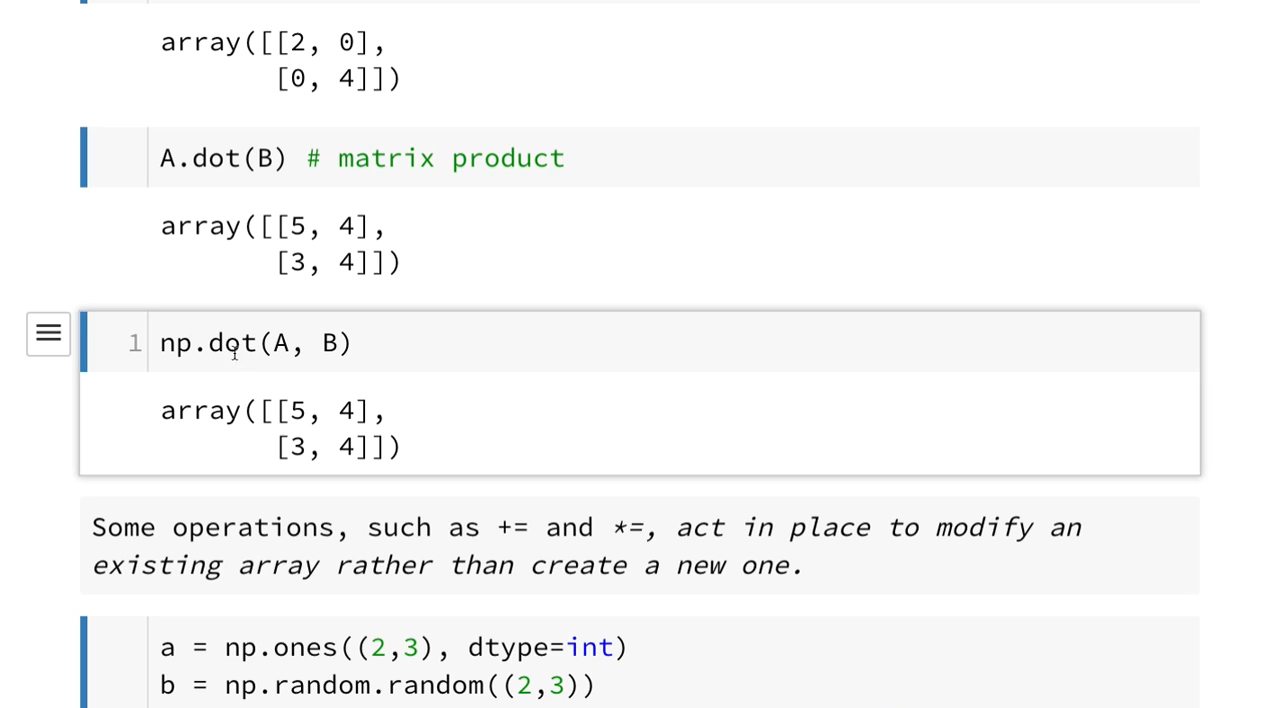 array([[2, 0],
[0, 4]])
A.dot(B) # matrix product
array([[5, 4],
[3, 4]])
1 np.dot(A, B)
array([[5, 4],
[3, 4]])
Some operations, such as += and *=, act in place to modify an
existing array rather than create a new one.
a = np.ones((2,3), dtype=int)
b = np.random.random((2,3))